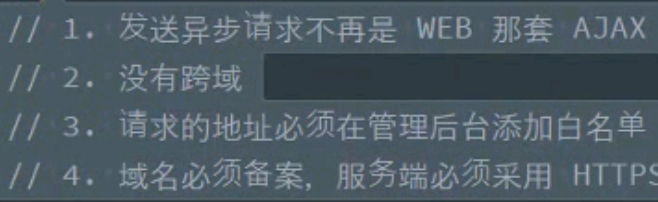 // 1. 发送异步请求不再是 WEB 那套 AJAX
// 2. 没有跨域
// 3. 请求的地址必须在管理后台添加白名单
// 4. 域名必须备案，服务端必须采用 HTTPS